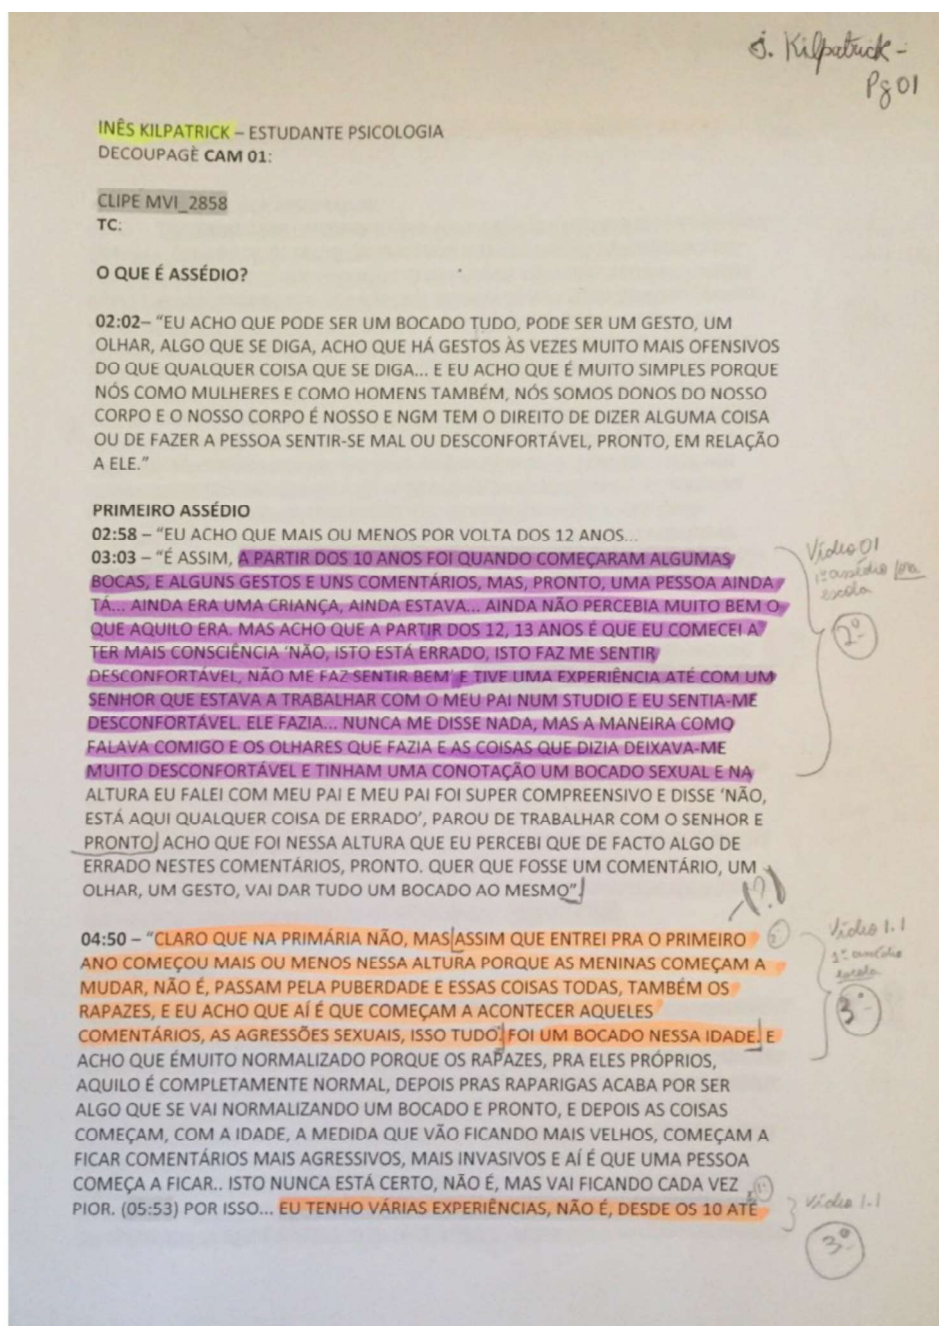 I. Kilpatrick -
Pg 01
INÊS KILPATRICK – ESTUDANTE PSICOLOGIA
DECOUPAGÈ CAM 01:
CLIPE MVI_2858
TC:
O QUE É ASSÉDIO?
02:02– “EU ACHO QUE PODE SER UM BOCADO TUDO, PODE SER UM GESTO, UM
OLHAR, ALGO QUE SE DIGA, ACHO QUE HÁ GESTOS ÀS VEZES MUITO MAIS OFENSIVOS
DO QUE QUALQUER COISA QUE SE DIGA... E EU ACHO QUE É MUITO SIMPLES PORQUE
NÓS COMO MULHERES E COMO HOMENS TAMBÉM, NÓS SOMOS DONOS DO NOSSO
CORPO E O NOSSO CORPO É NOSSO E NGM TEM O DIREITO DE DIZER ALGUMA COISA
OU DE FAZER A PESSOA SENTIR-SE MAL OU DESCONFORTÁVEL, PRONTO, EM RELAÇÃO
A ELE.”
PRIMEIRO ASSÉDIO
02:58 – “EU ACHO QUE MAIS OU MENOS POR VOLTA DOS 12 ANOS...
03:03 – “É ASSIM, A PARTIR DOS 10 ANOS FOI QUANDO COMEÇARAM ALGUMAS
BOCAS, E ALGUNS GESTOS E UNS COMENTÁRIOS, MAS, PRONTO, UMA PESSOA AINDA
TÁ... AINDA ERA UMA CRIANÇA, AINDA ESTAVA... AINDA NÃO PERCEBIA MUITO BEM O
QUE AQUILO ERA. MAS ACHO QUE A PARTIR DOS 12, 13 ANOS É QUE EU COMECEI A
TER MAIS CONSCIÊNCIA ‘NÃO, ISTO ESTÁ ERRADO, ISTO FAZ ME SENTIR
DESCONFORTÁVEL, NÃO ME FAZ SENTIR BEM’ E TIVE UMA EXPERIÊNCIA ATÉ COM UM
SENHOR QUE ESTAVA A TRABALHAR COM O MEU PAI NUM STUDIO E EU SENTIA-ME
DESCONFORTÁVEL. ELE FAZIA... NUNCA ME DISSE NADA, MAS A MANEIRA COMO
FALAVA COMIGO E OS OLHARES QUE FAZIA E AS COISAS QUE DIZIA DEIXAVA-ME
MUITO DESCONFORTÁVEL E TINHAM UMA CONOTAÇÃO UM BOCADO SEXUAL E NA
ALTURA EU FALEI COM MEU PAI E MEU PAI FOI SUPER COMPREENSIVO E DISSE ‘NÃO,
ESTÁ AQUI QUALQUER COISA DE ERRADO’, PAROU DE TRABALHAR COM O SENHOR E
PRONTO ACHO QUE FOI NESSA ALTURA QUE EU PERCEBI QUE DE FACTO ALGO DE
ERRADO NESTES COMENTÁRIOS, PRONTO. QUER QUE FOSSE UM COMENTÁRIO, UM
OLHAR, UM GESTO, VAI DAR TUDO UM BOCADO AO MESMO”
Vídeo 01
1º assédio fora
escola
2º
04:50 – “CLARO QUE NA PRIMÁRIA NÃO, MAS ASSIM QUE ENTREI PRA O PRIMEIRO
ANO COMEÇOU MAIS OU MENOS NESSA ALTURA PORQUE AS MENINAS COMEÇAM A
MUDAR, NÃO É, PASSAM PELA PUBERDADE E ESSAS COISAS TODAS, TAMBÉM OS
RAPAZES, E EU ACHO QUE AÍ É QUE COMEÇAM A ACONTECER AQUELES
COMENTÁRIOS, AS AGRESSÕES SEXUAIS, ISSO TUDO. FOI UM BOCADO NESSA IDADE. E
ACHO QUE ÉMUITO NORMALIZADO PORQUE OS RAPAZES, PRA ELES PRÓPRIOS,
AQUILO É COMPLETAMENTE NORMAL, DEPOIS PRAS RAPARIGAS ACABA POR SER
ALGO QUE SE VAI NORMALIZANDO UM BOCADO E PRONTO, E DEPOIS AS COISAS
COMEÇAM, COM A IDADE, A MEDIDA QUE VÃO FICANDO MAIS VELHOS, COMEÇAM A
FICAR COMENTÁRIOS MAIS AGRESSIVOS, MAIS INVASIVOS E AÍ É QUE UMA PESSOA
COMEÇA A FICAR.. ISTO NUNCA ESTÁ CERTO, NÃO É, MAS VAI FICANDO CADA VEZ
PIOR. (05:53) POR ISSO... EU TENHO VÁRIAS EXPERIÊNCIAS, NÃO É, DESDE OS 10 ATÉ
Vídeo 1.1
1º assédio
escola
3º
Vídeo 1.1
3º